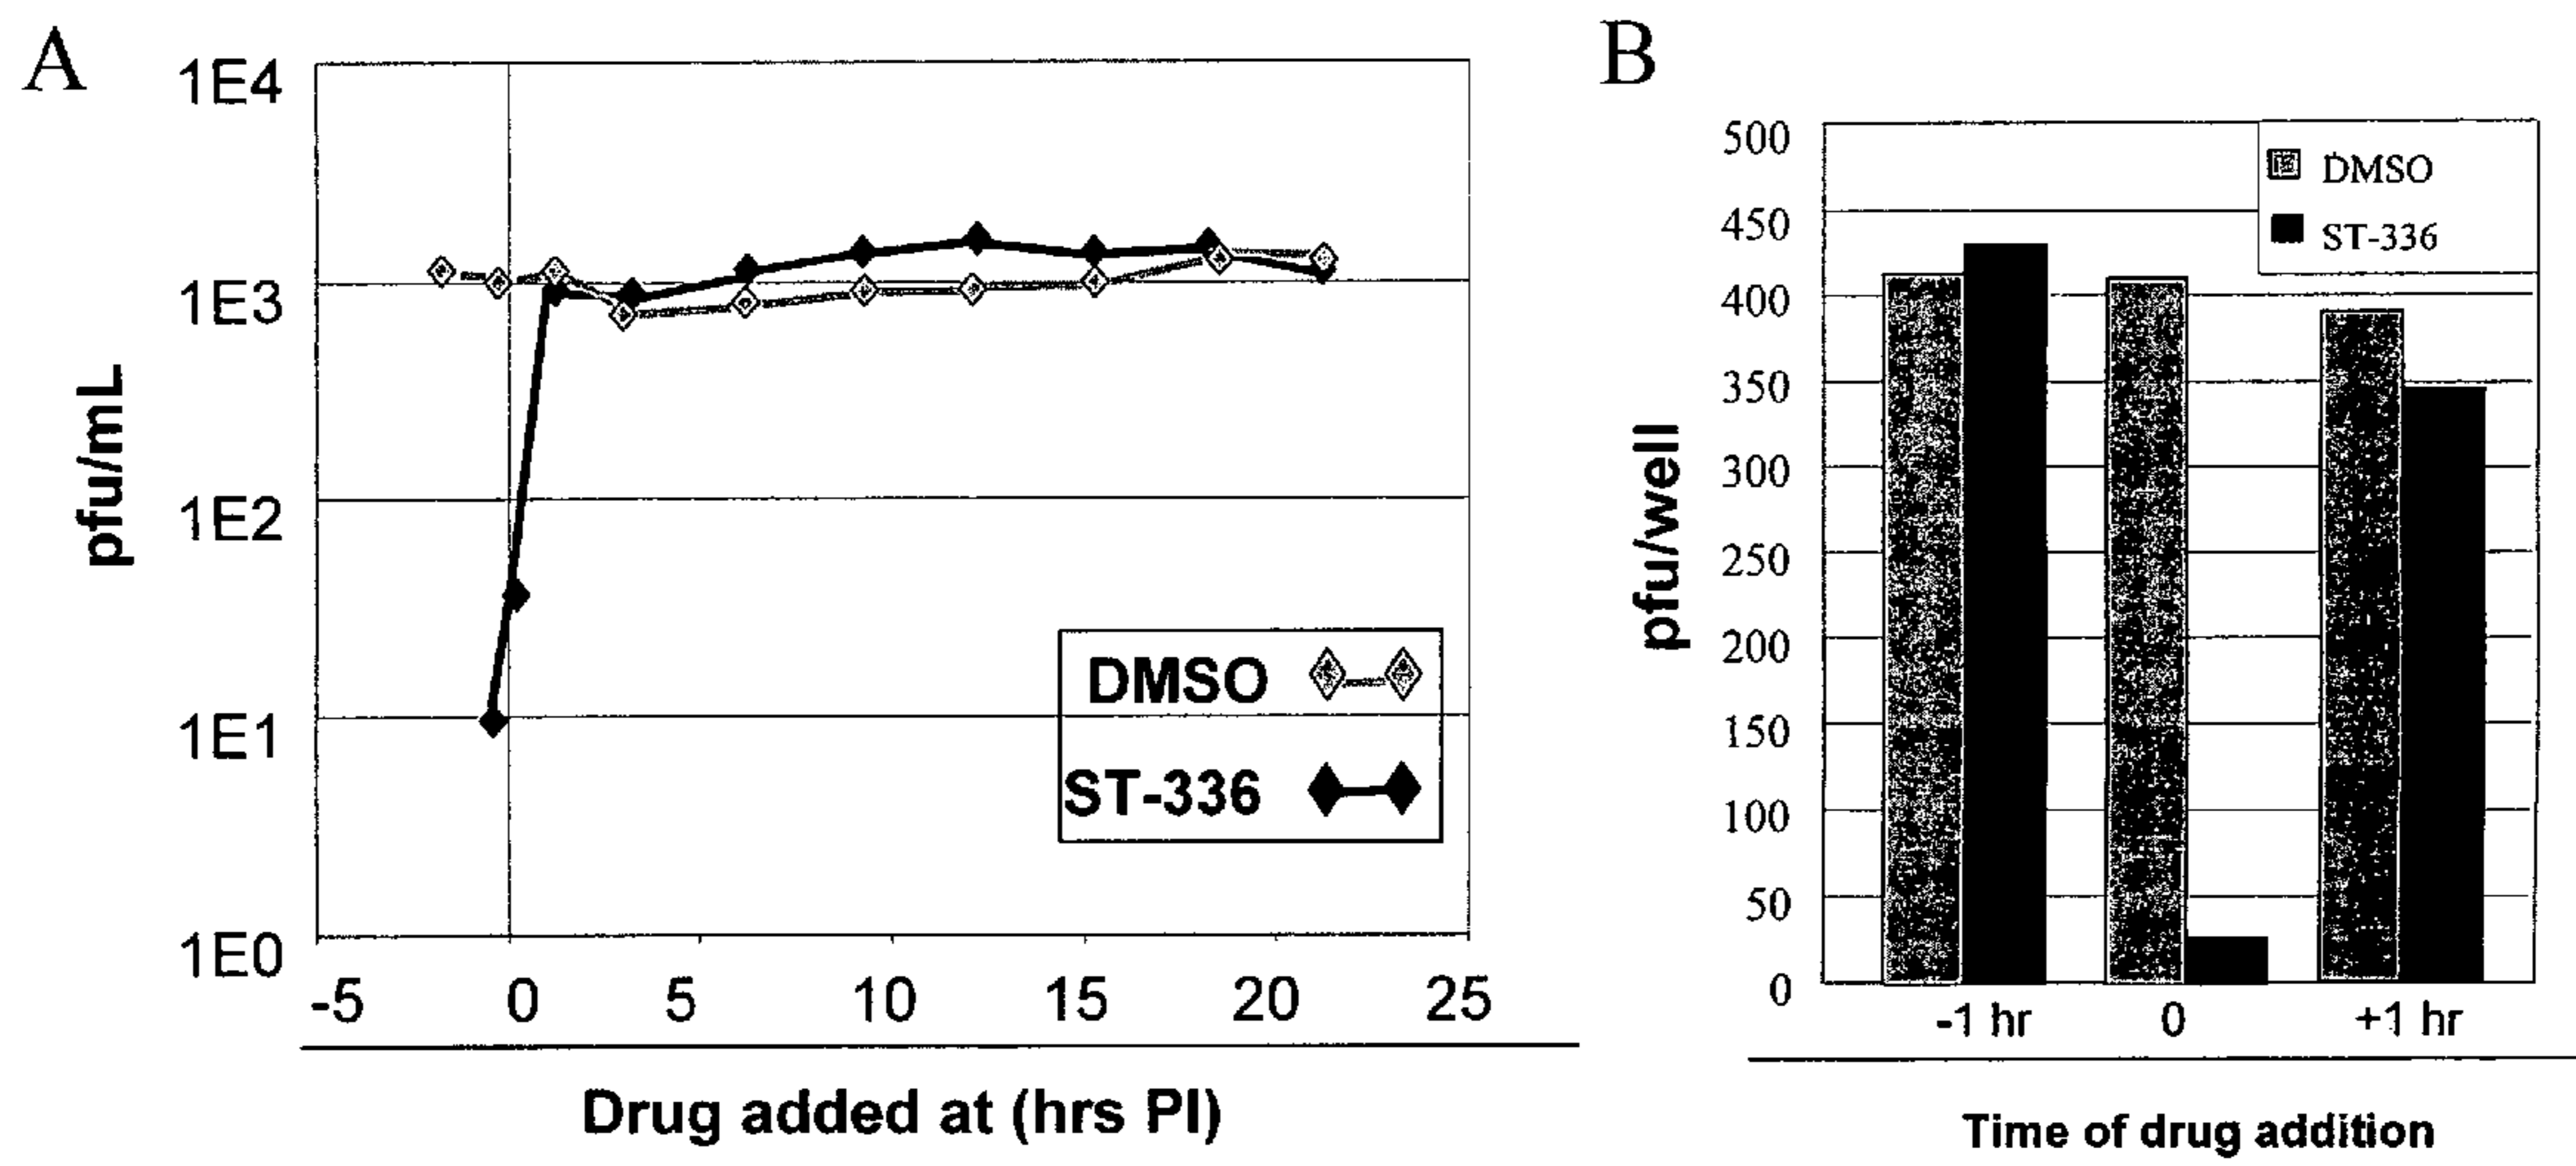 A
1E4
1E3
1E2
1E1
1E0
pfu/mL
DMSO
ST-336
-5 0 5 10 15 20 25
Drug added at (hrs PI)
B
500
450
400
350
300
250
200
150
100
50
0
pfu/well
DMSO
ST-336
-1 hr 0 +1 hr
Time of drug addition